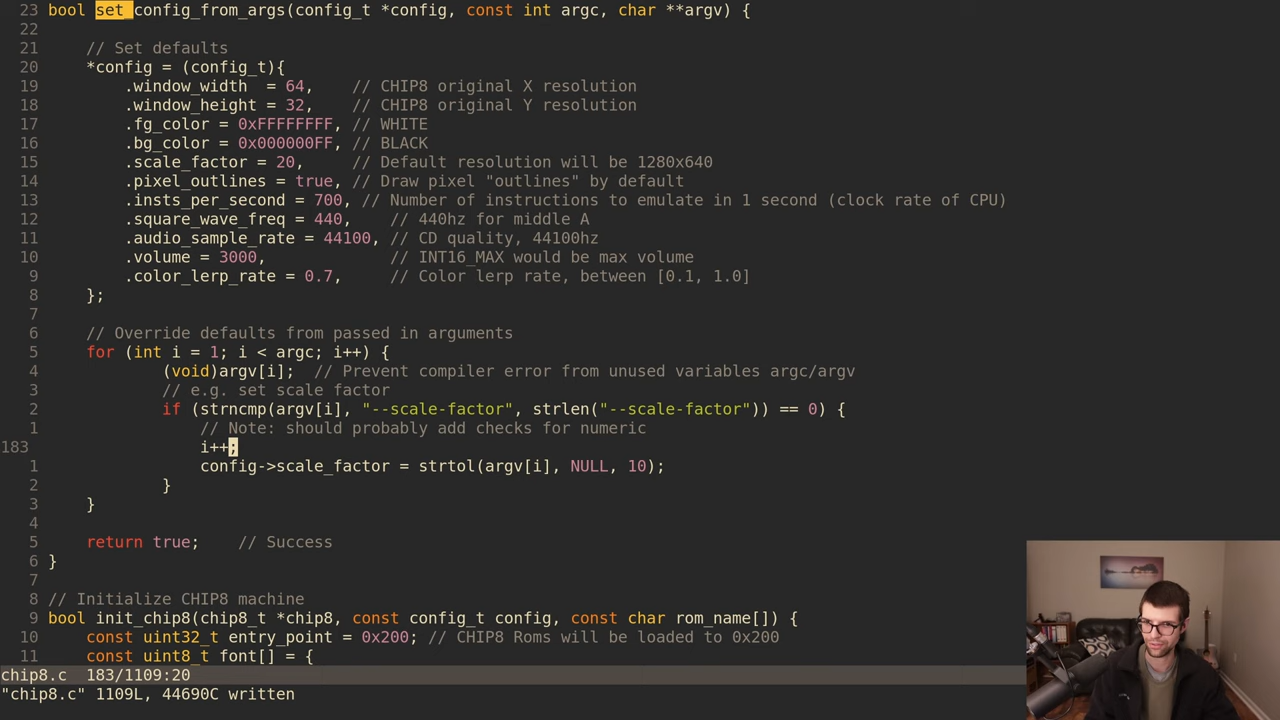 23 bool set_config_from_args(config_t *config, const int argc, char **argv) {
22
21     // Set defaults
20     *config = (config_t){
19         .window_width  = 64,    // CHIP8 original X resolution
18         .window_height = 32,    // CHIP8 original Y resolution
17         .fg_color = 0xFFFFFFFF, // WHITE
16         .bg_color = 0x000000FF, // BLACK
15         .scale_factor = 20,     // Default resolution will be 1280x640
14         .pixel_outlines = true, // Draw pixel "outlines" by default
13         .insts_per_second = 700, // Number of instructions to emulate in 1 second (clock rate of CPU)
12         .square_wave_freq = 440,    // 440hz for middle A
11         .audio_sample_rate = 44100, // CD quality, 44100hz
10         .volume = 3000,             // INT16_MAX would be max volume
9         .color_lerp_rate = 0.7,     // Color lerp rate, between [0.1, 1.0]
8     };
7
6     // Override defaults from passed in arguments
5     for (int i = 1; i < argc; i++) {
4             (void)argv[i];  // Prevent compiler error from unused variables argc/argv
3             // e.g. set scale factor
2             if (strncmp(argv[i], "--scale-factor", strlen("--scale-factor")) == 0) {
1                 // Note: should probably add checks for numeric
183                 i++;
1                 config->scale_factor = strtol(argv[i], NULL, 10);
2             }
3     }
4
5     return true;    // Success
6 }
7
8 // Initialize CHIP8 machine
9 bool init_chip8(chip8_t *chip8, const config_t config, const char rom_name[]) {
10     const uint32_t entry_point = 0x200; // CHIP8 Roms will be loaded to 0x200
11     const uint8_t font[] = {
chip8.c  183/1109:20
"chip8.c" 1109L, 44690C written